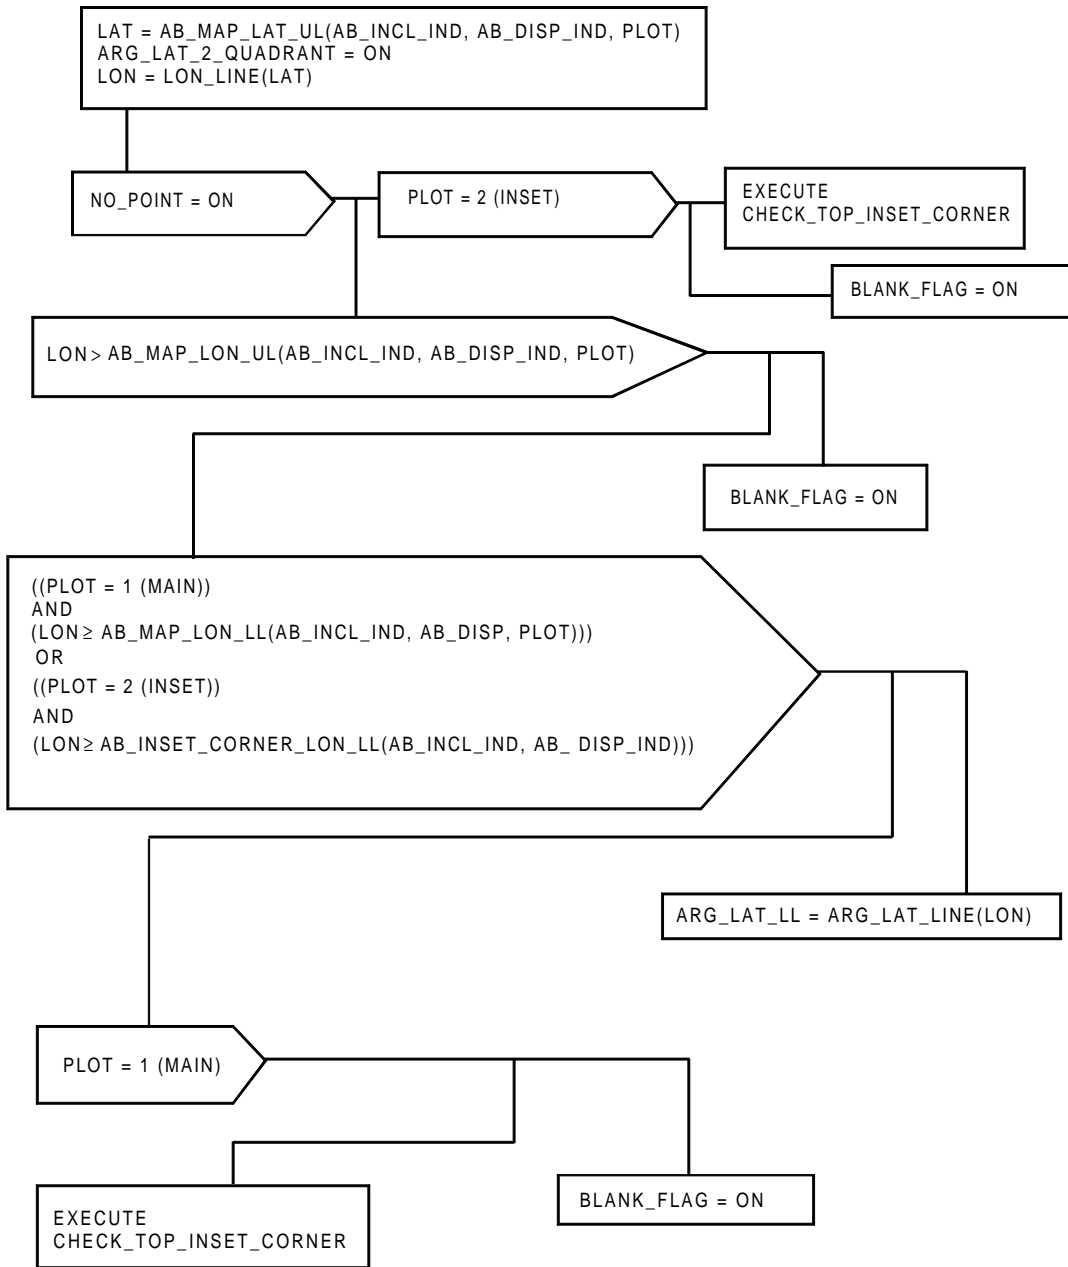 LAT = AB_MAP_LAT_UL(AB_INCL_IND, AB_DISP_IND, PLOT)
ARG_LAT_2_QUADRANT = ON
LON = LON_LINE(LAT)
NO_POINT = ON
PLOT = 2 (INSET)
EXECUTE
CHECK_TOP_INSET_CORNER
BLANK_FLAG = ON
LON > AB_MAP_LON_UL(AB_INCL_IND, AB_DISP_IND, PLOT)
BLANK_FLAG = ON
((PLOT = 1 (MAIN))
AND
(LON ≥ AB_MAP_LON_LL(AB_INCL_IND, AB_DISP, PLOT)))
OR
((PLOT = 2 (INSET))
AND
(LON ≥ AB_INSET_CORNER_LON_LL(AB_INCL_IND, AB_ DISP_IND)))
ARG_LAT_LL = ARG_LAT_LINE(LON)
PLOT = 1 (MAIN)
BLANK_FLAG = ON
EXECUTE
CHECK_TOP_INSET_CORNER